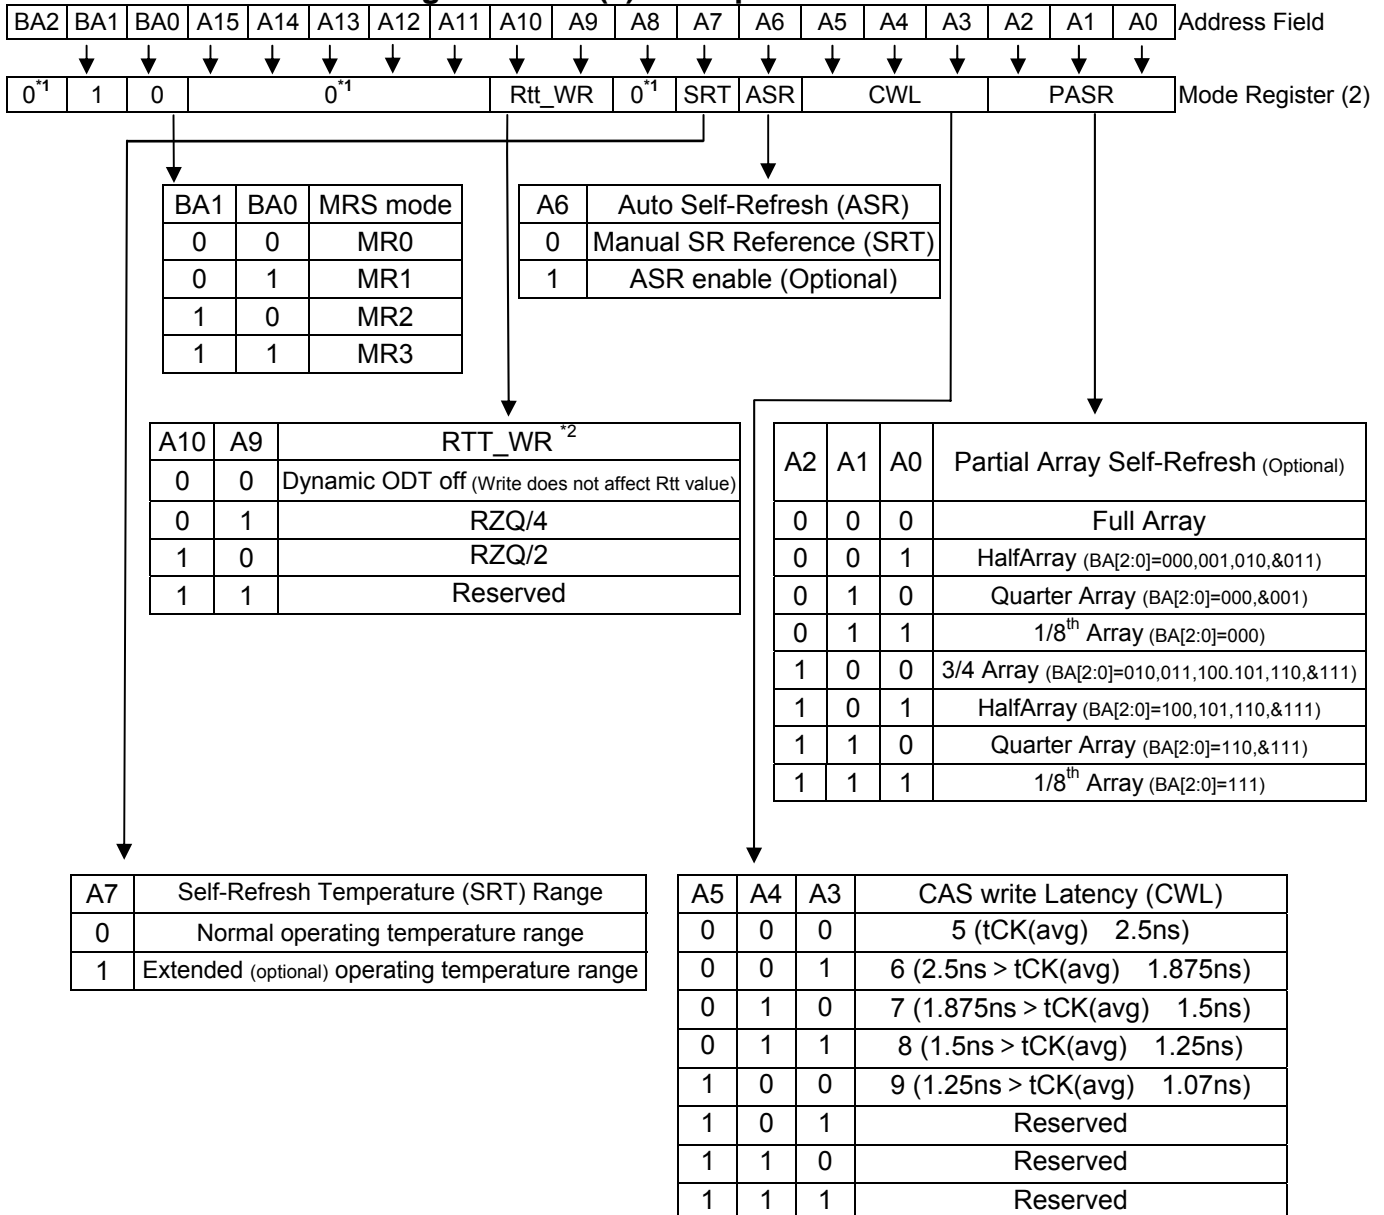 BA2 BA1 BA0 A15 A14 A13 A12 A11 A10 A9 A8 A7 A6 A5 A4 A3 A2 A1 A0 Address Field
0*1 1 0 0*1 Rtt_WR 0*1 SRT ASR CWL PASR Mode Register (2)
BA1 BA0 MRS mode
0 0 MR0
0 1 MR1
1 0 MR2
1 1 MR3
A6 Auto Self-Refresh (ASR)
0 Manual SR Reference (SRT)
1 ASR enable (Optional)
A10 A9 RTT_WR *2
0 0 Dynamic ODT off (Write does not affect Rtt value)
0 1 RZQ/4
1 0 RZQ/2
1 1 Reserved
A2 A1 A0 Partial Array Self-Refresh (Optional)
0 0 0 Full Array
0 0 1 HalfArray (BA[2:0]=000,001,010,&011)
0 1 0 Quarter Array (BA[2:0]=000,&001)
0 1 1 1/8th Array (BA[2:0]=000)
1 0 0 3/4 Array (BA[2:0]=010,011,100.101,110,&111)
1 0 1 HalfArray (BA[2:0]=100,101,110,&111)
1 1 0 Quarter Array (BA[2:0]=110,&111)
1 1 1 1/8th Array (BA[2:0]=111)
A7 Self-Refresh Temperature (SRT) Range
0 Normal operating temperature range
1 Extended (optional) operating temperature range
A5 A4 A3 CAS write Latency (CWL)
0 0 0 5 (tCK(avg) 2.5ns)
0 0 1 6 (2.5ns > tCK(avg) 1.875ns)
0 1 0 7 (1.875ns > tCK(avg) 1.5ns)
0 1 1 8 (1.5ns > tCK(avg) 1.25ns)
1 0 0 9 (1.25ns > tCK(avg) 1.07ns)
1 0 1 Reserved
1 1 0 Reserved
1 1 1 Reserved